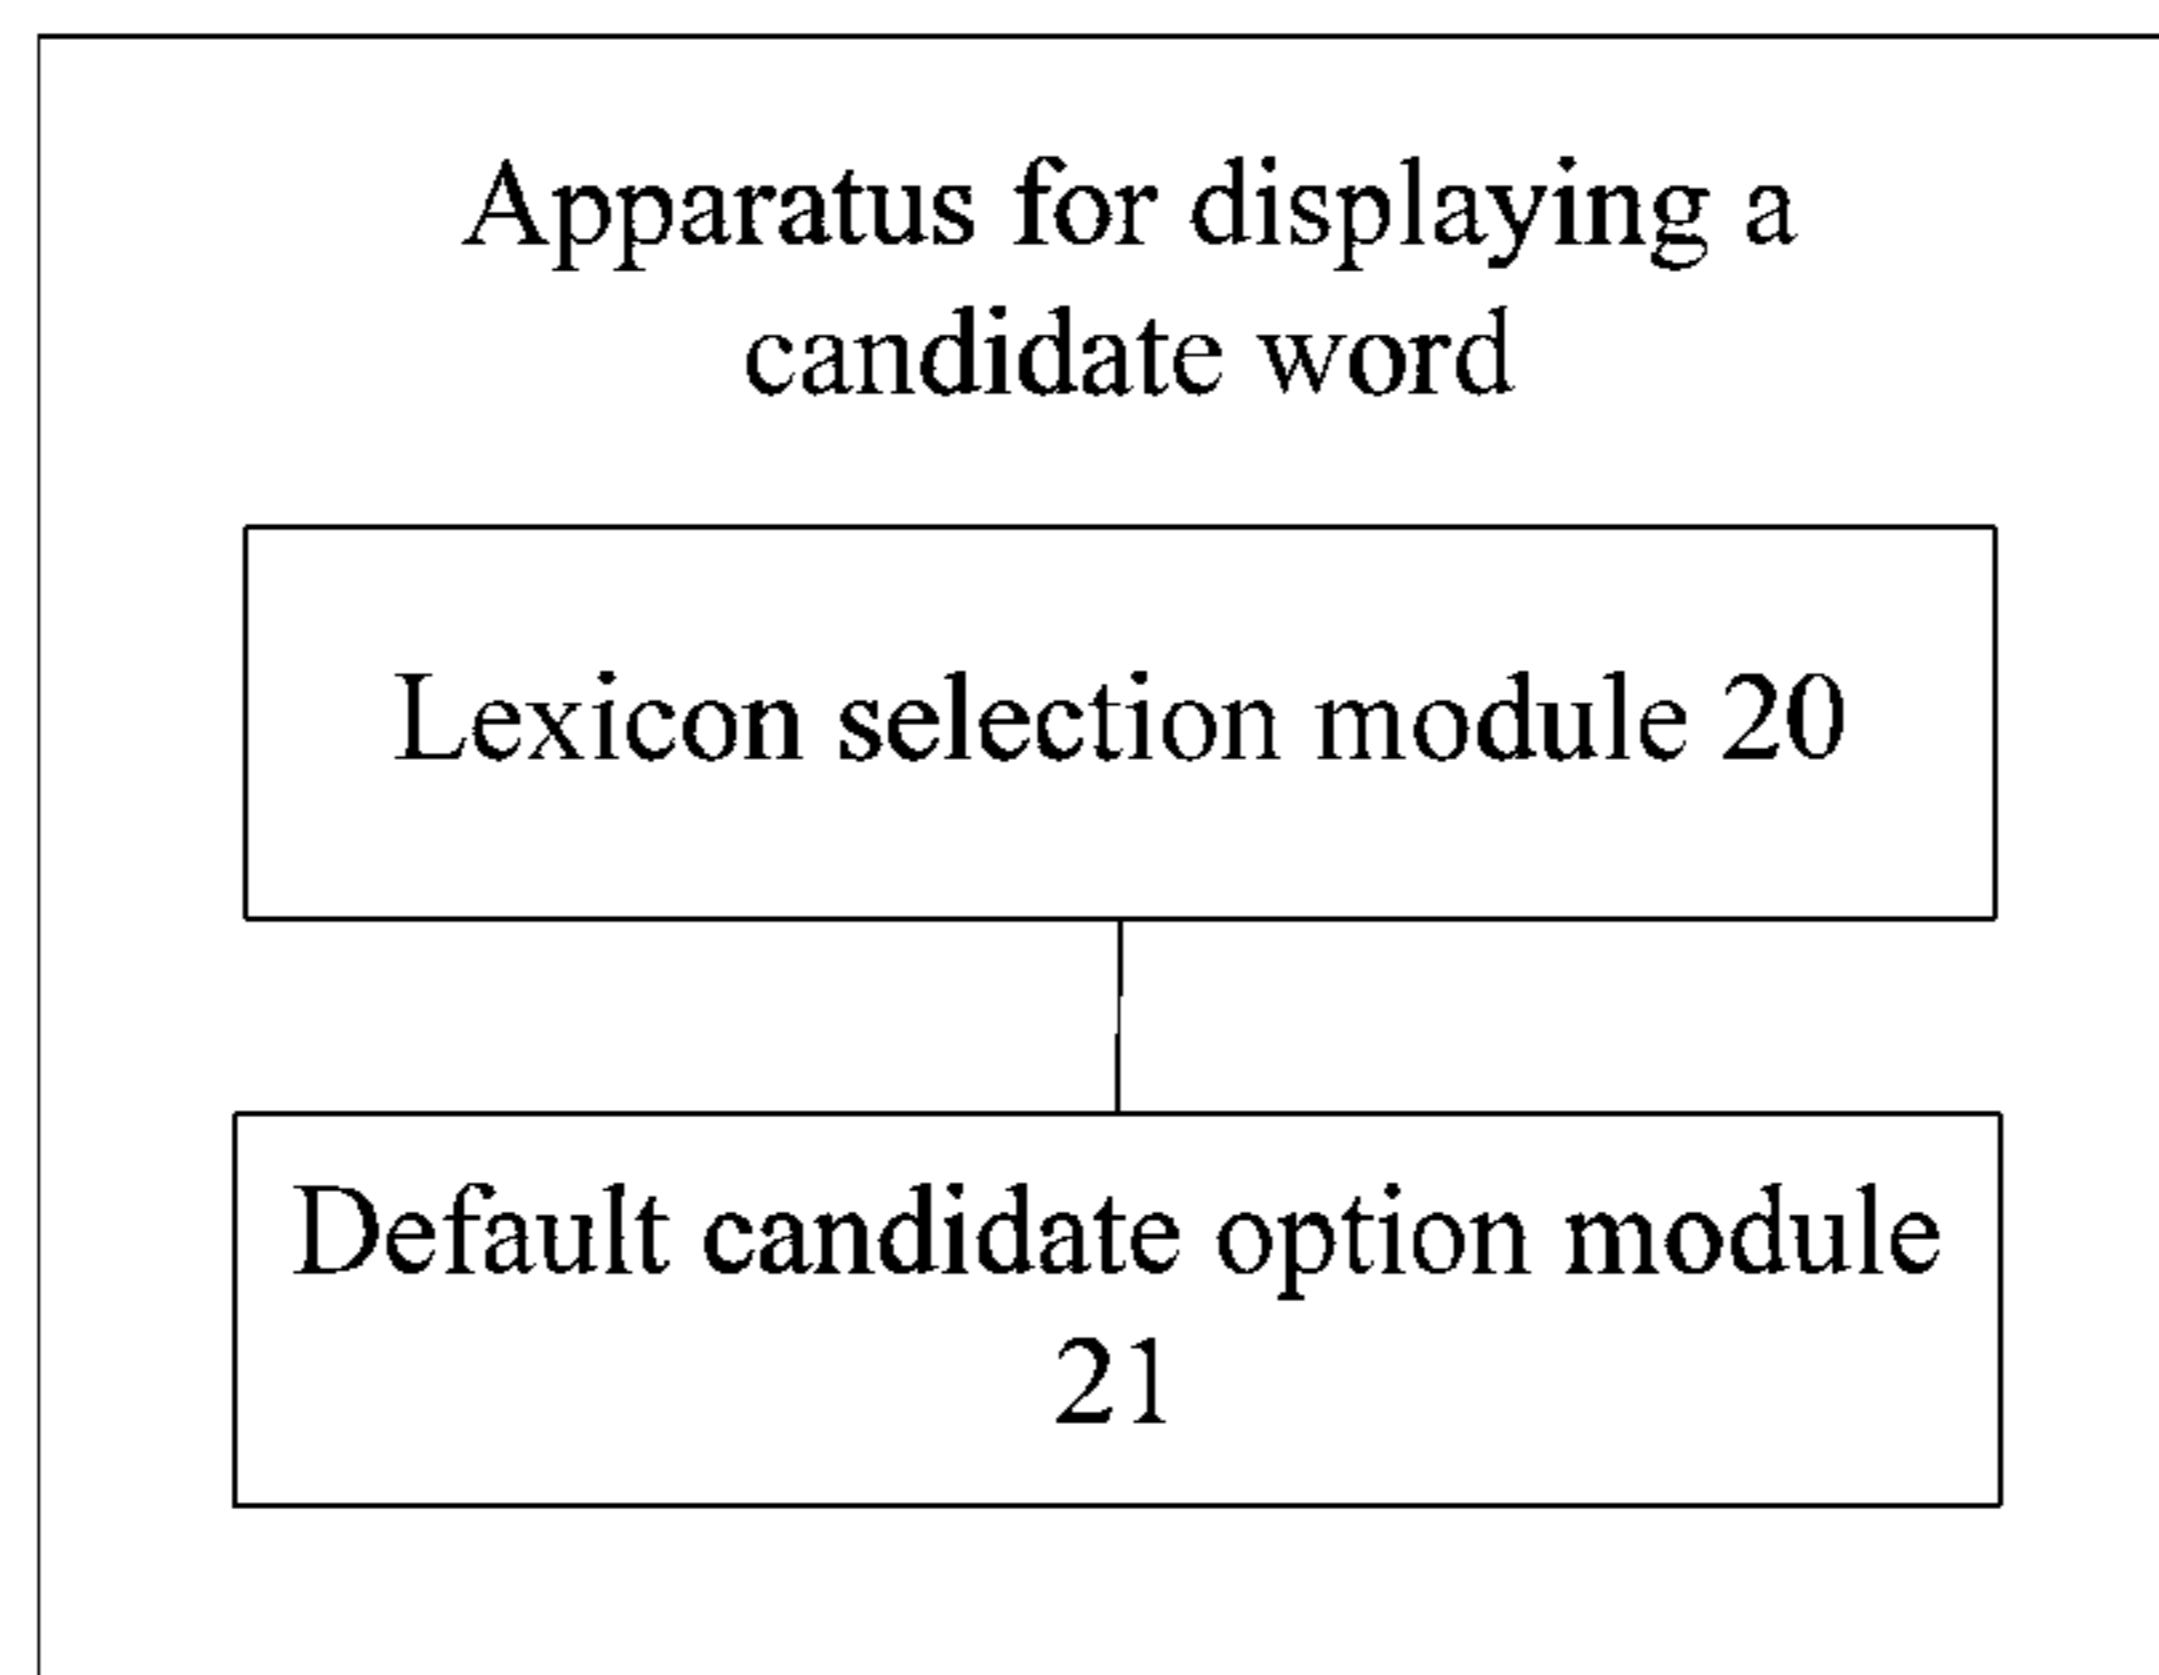 Apparatus for displaying a
candidate word
Lexicon selection module 20
Default candidate option module
21